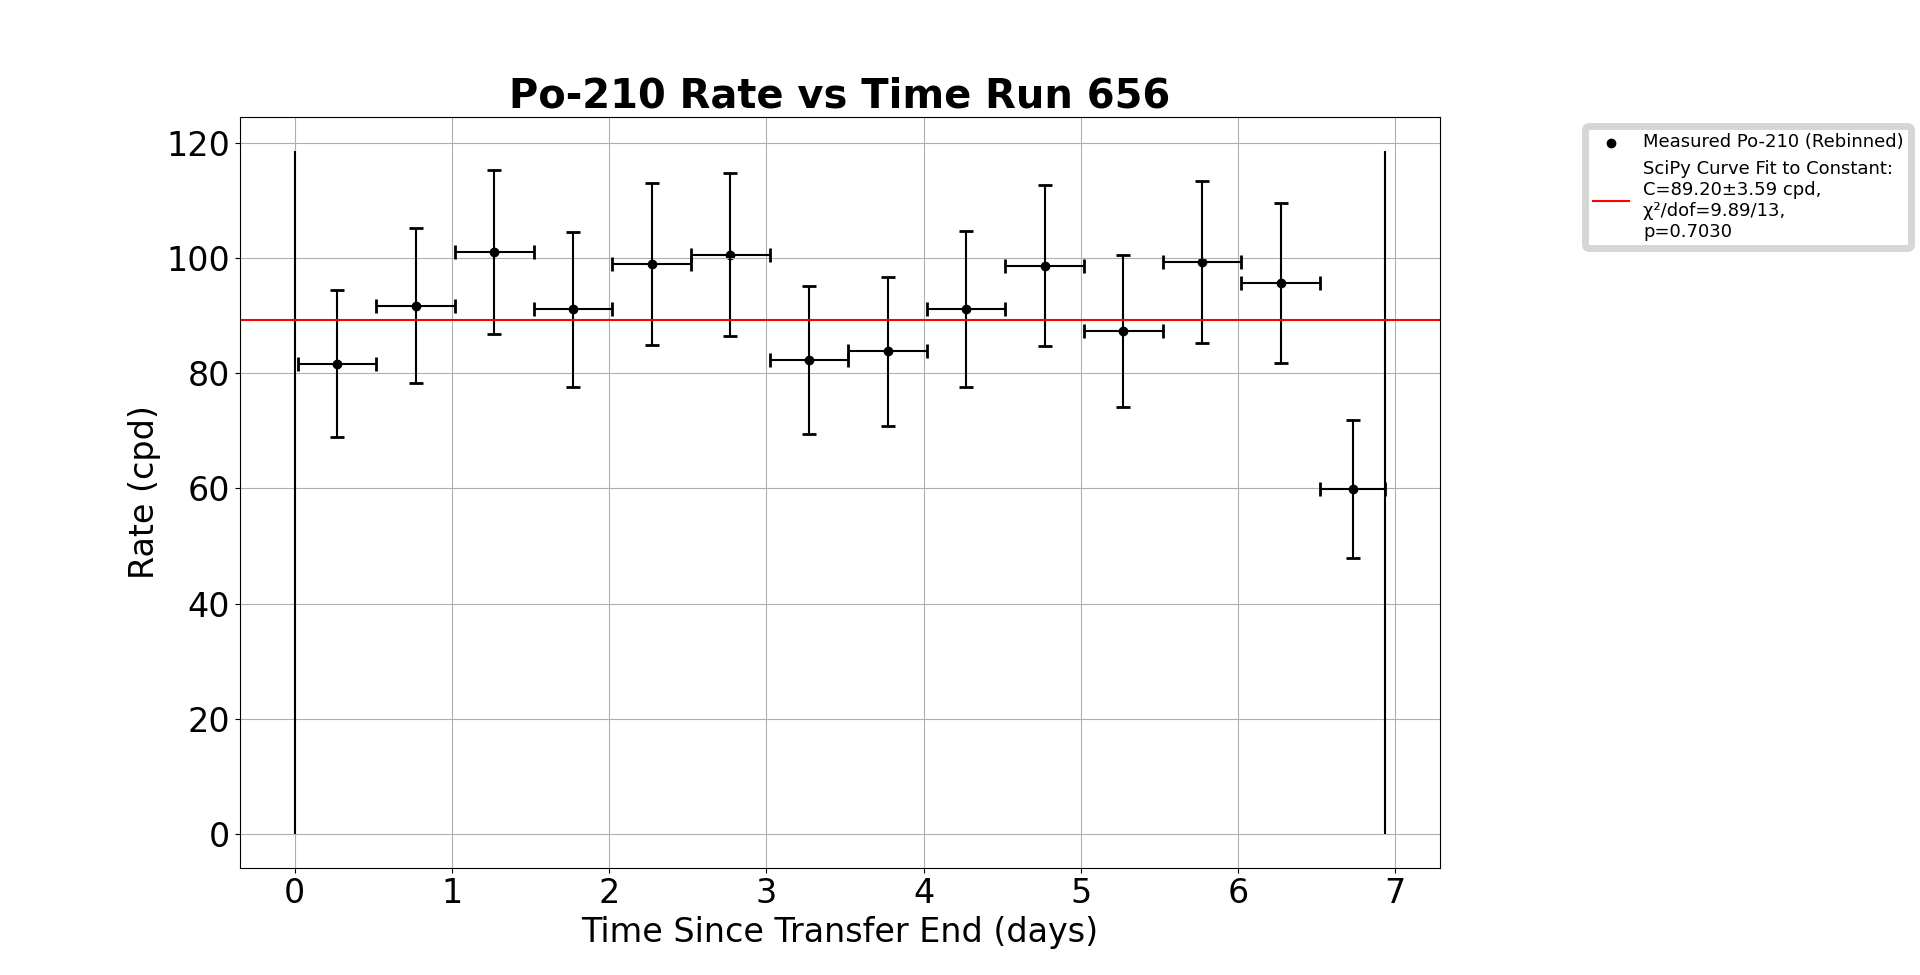 Po-210 Rate vs Time Run 656
Measured Po-210 (Rebinned)
SciPy Curve Fit to Constant:
C=89.20±3.59 cpd,
χ²/dof=9.89/13,
p=0.7030
Rate (cpd)
120
100
80
60
40
20
0
0 1 2 3 4 5 6 7
Time Since Transfer End (days)